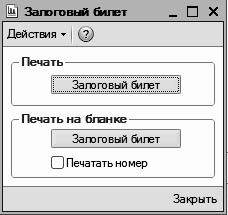 Залоговый билет
Действия
Печать
Залоговый билет
Печать на бланке
Залоговый билет
Печатать номер
Закрыть